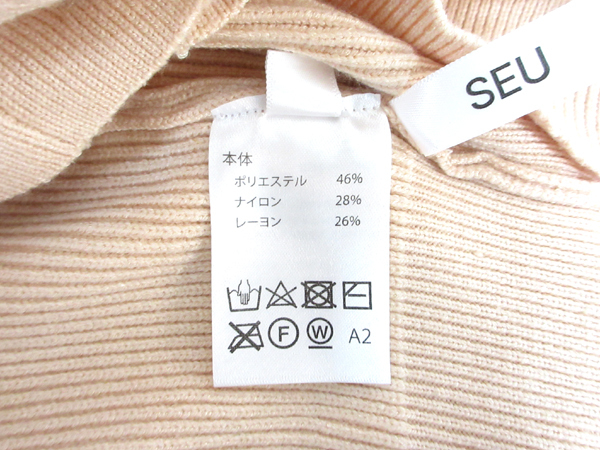 SEU
本体
ポリエステル 46%
ナイロン 28%
レーヨン 26%
F W A2